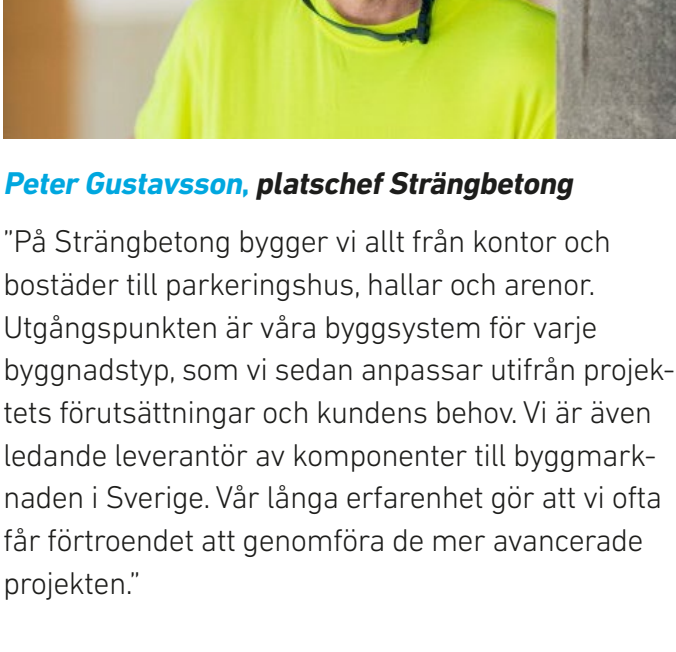 Peter Gustavsson, platschef Strängbetong
”På Strängbetong bygger vi allt från kontor och
bostäder till parkeringshus, hallar och arenor.
Utgångspunkten är våra byggsystem för varje
byggnadstyp, som vi sedan anpassar utifrån projek-
tets förutsättningar och kundens behov. Vi är även
ledande leverantör av komponenter till byggmark-
naden i Sverige. Vår långa erfarenhet gör att vi ofta
får förtroendet att genomföra de mer avancerade
projekten.”